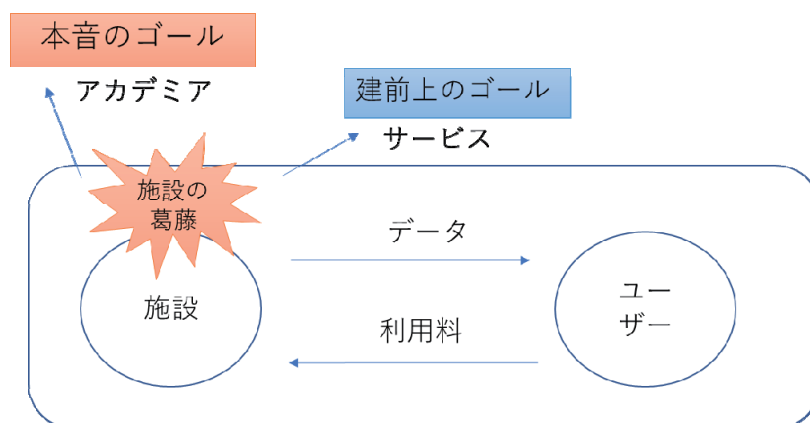 本音のゴール
アカデミア
建前上のゴール
サービス
施設の
葛藤
データ
施設
ユー
ザー
利用料